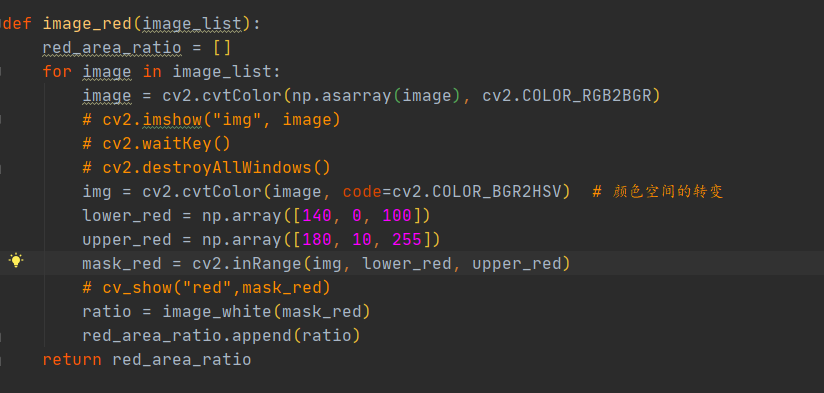 def image_red(image_list):
    red_area_ratio = []
    for image in image_list:
        image = cv2.cvtColor(np.asarray(image), cv2.COLOR_RGB2BGR)
        # cv2.imshow("img", image)
        # cv2.waitKey()
        # cv2.destroyAllWindows()
        img = cv2.cvtColor(image, code=cv2.COLOR_BGR2HSV)  # 颜色空间的转变
        lower_red = np.array([140, 0, 100])
        upper_red = np.array([180, 10, 255])
        mask_red = cv2.inRange(img, lower_red, upper_red)
        # cv_show("red",mask_red)
        ratio = image_white(mask_red)
        red_area_ratio.append(ratio)
    return red_area_ratio